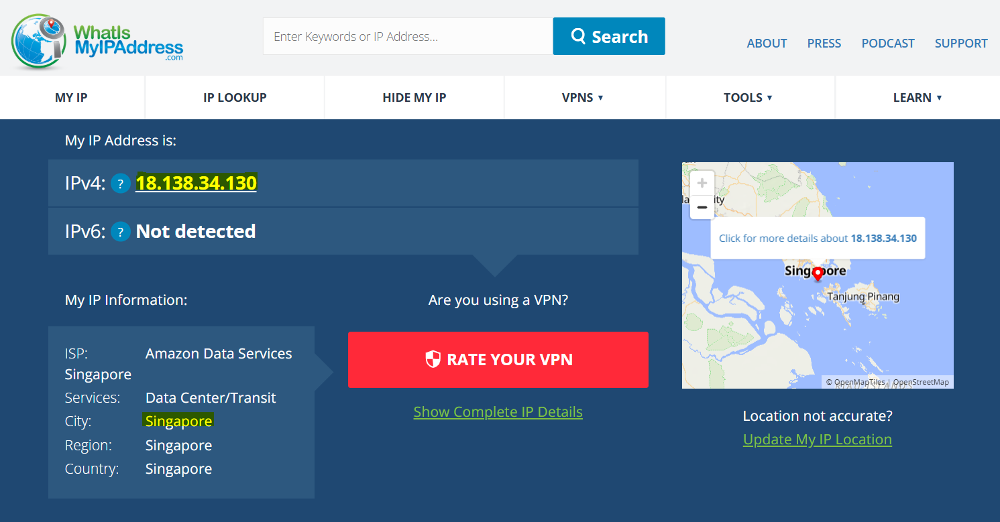 WhatIs
MyIPAddress
.com
Enter Keywords or IP Address...
Search
ABOUT PRESS PODCAST SUPPORT
MY IP IP LOOKUP HIDE MY IP VPNS ▾ TOOLS ▾ LEARN ▾
My IP Address is:
IPv4: ? 18.138.34.130
IPv6: ? Not detected
My IP Information:
ISP: Amazon Data Services
Singapore
Services: Data Center/Transit
City: Singapore
Region: Singapore
Country: Singapore
Are you using a VPN?
RATE YOUR VPN
Show Complete IP Details
+
−
Click for more details about 18.138.34.130
Singapore
Tanjung Pinang
© OpenMapTiles | OpenStreetMap
Location not accurate?
Update My IP Location